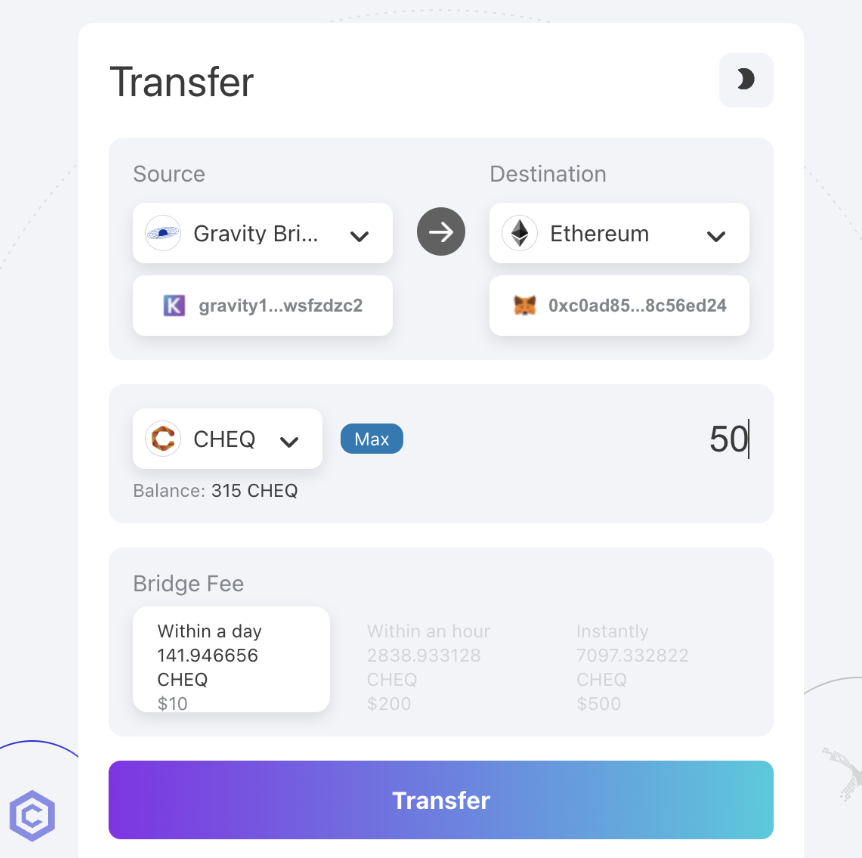 Transfer
Source
Destination
Gravity Bri...
Ethereum
gravity1...wsfzdzc2
0xc0ad85...8c56ed24
CHEQ
Max
50
Balance: 315 CHEQ
Bridge Fee
Within a day
141.946656
CHEQ
$10
Within an hour
2838.933128
CHEQ
$200
Instantly
7097.332822
CHEQ
$500
Transfer